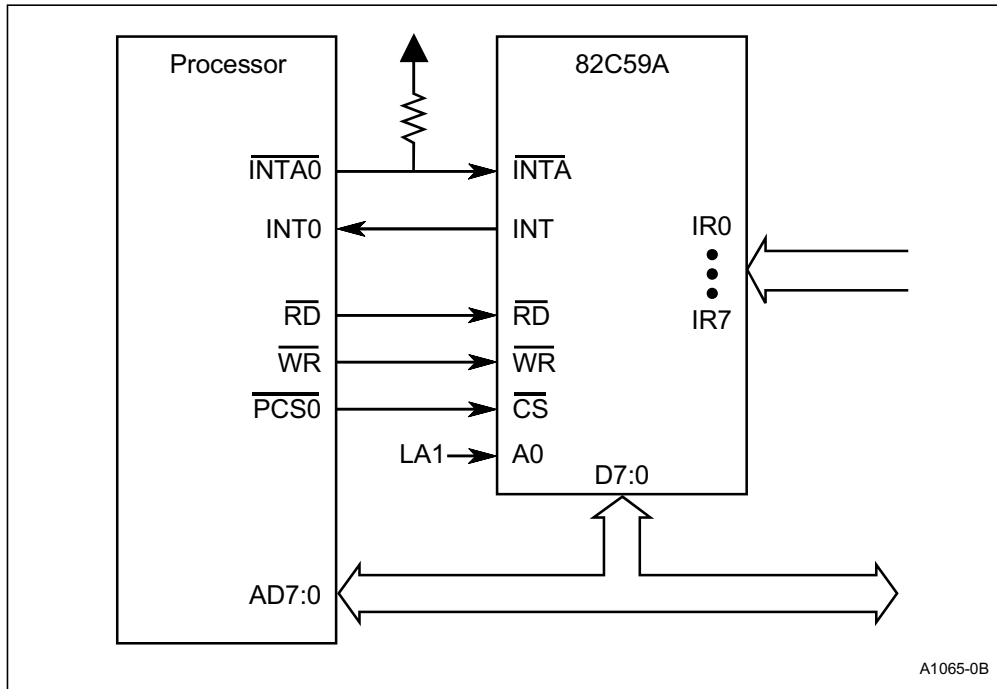 Processor
82C59A
INTA0
INTA
INT0
INT
IR0
IR7
RD
RD
WR
WR
PCS0
CS
LA1
A0
D7:0
AD7:0
A1065-0B